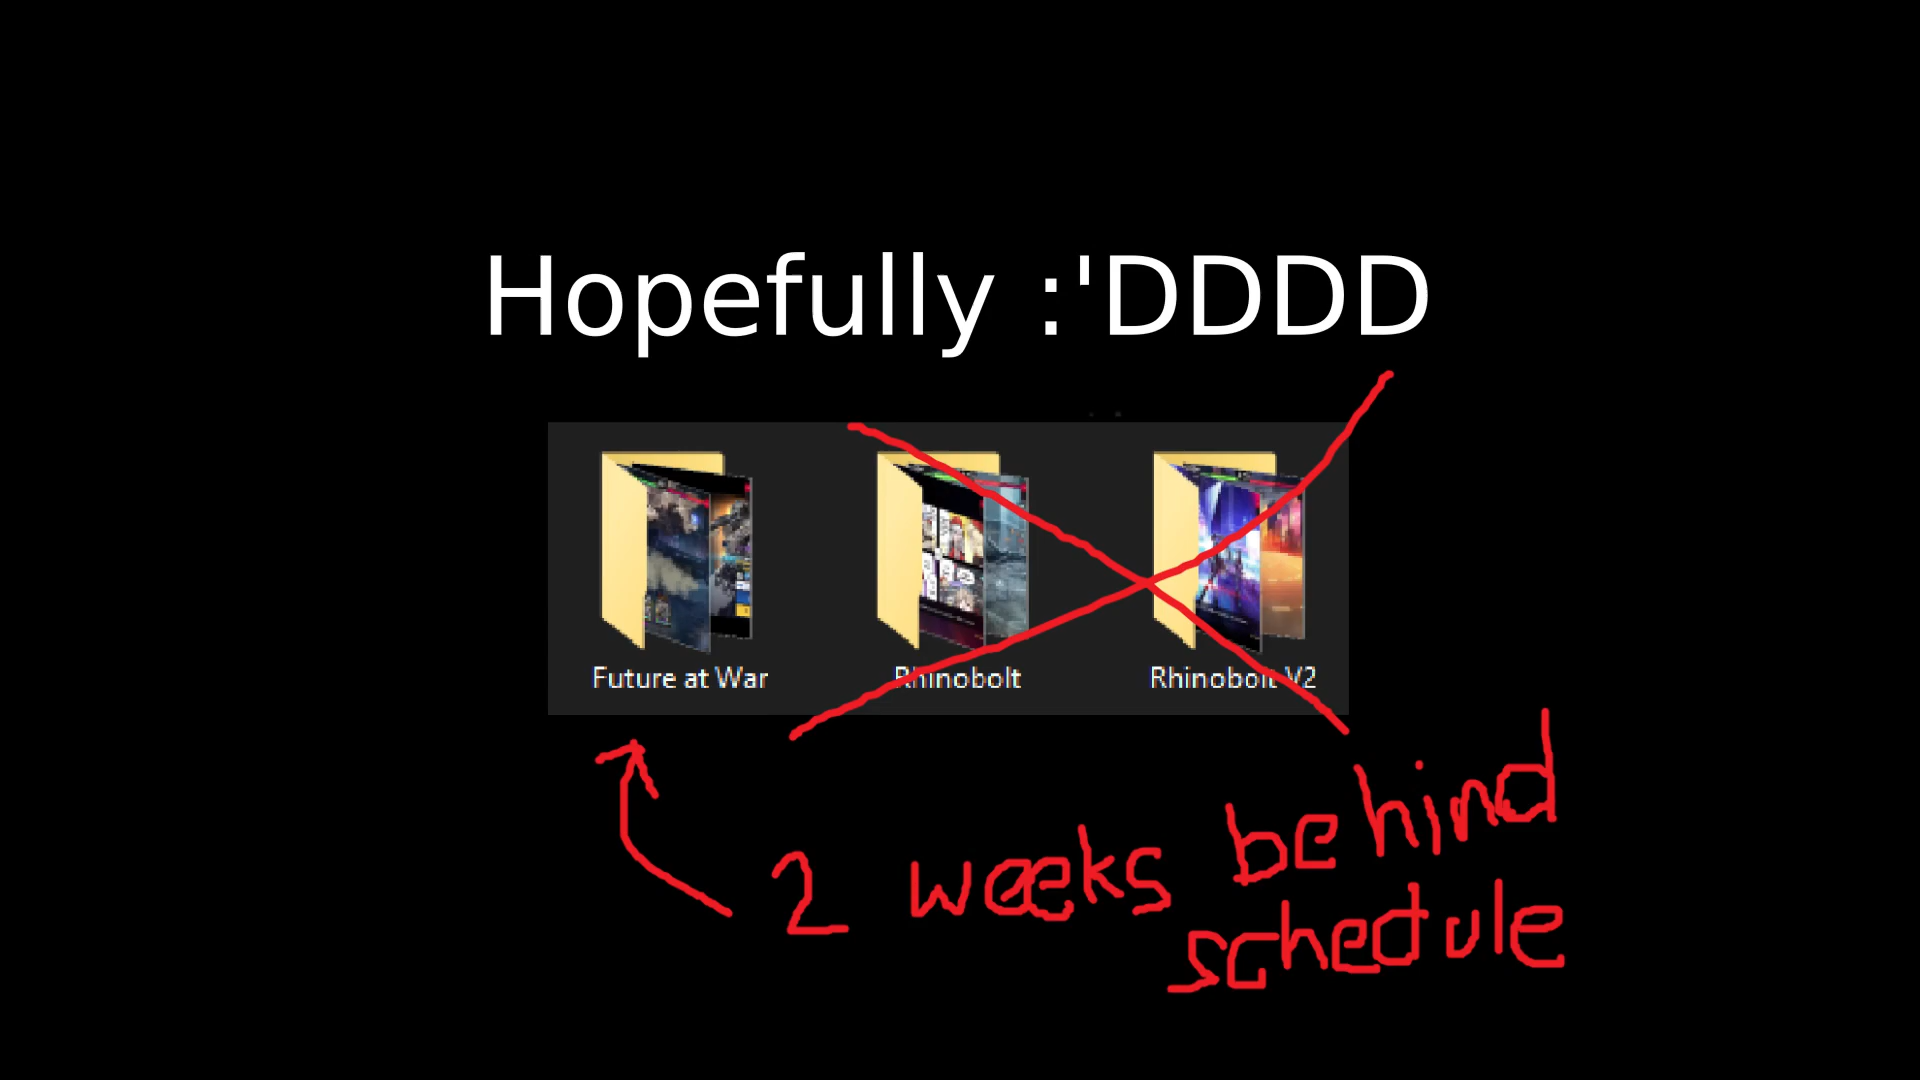 Hopefully :'DDDD
Future at War
Rhinobolt
Rhinobolt V2
2 weeks behind
schedule